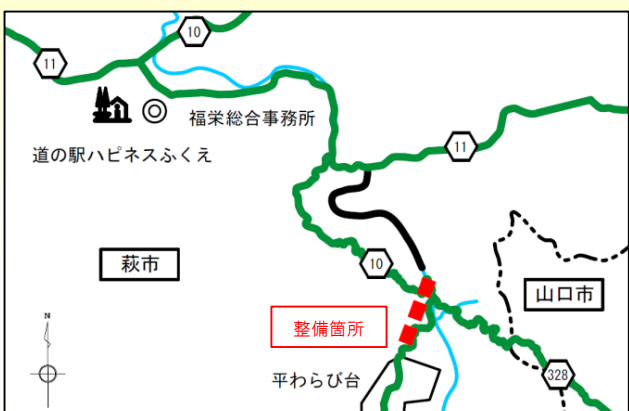 10
11
福栄総合事務所
道の駅ハピネスふくえ
11
萩市
10
山口市
整備箇所
N
平わらび台
328